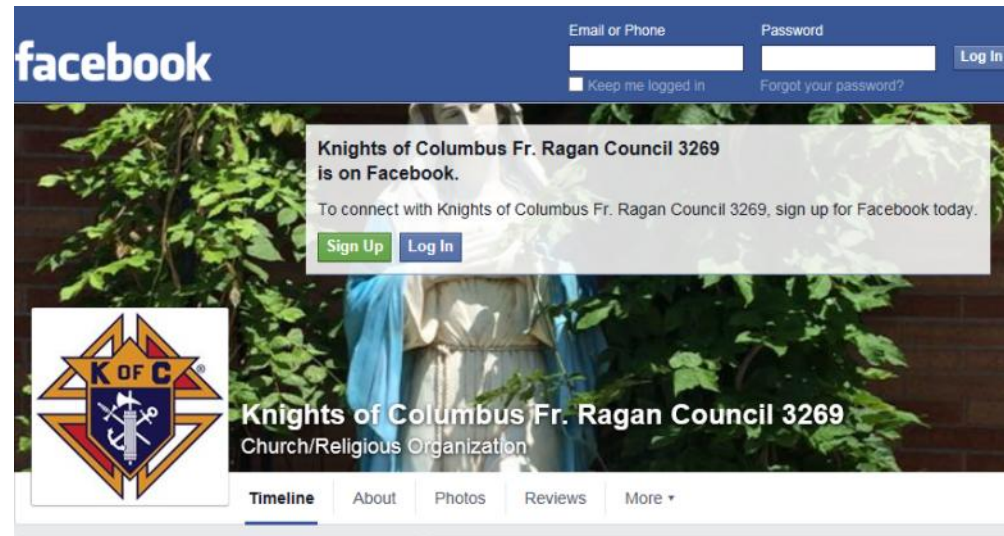 facebook
Email or Phone
Password
Log In
Keep me logged in
Forgot your password?
Knights of Columbus Fr. Ragan Council 3269
is on Facebook.
To connect with Knights of Columbus Fr. Ragan Council 3269, sign up for Facebook today.
Sign Up
Log In
K OF C
®
Knights of Columbus Fr. Ragan Council 3269
Church/Religious Organization
Timeline
About
Photos
Reviews
More ▾